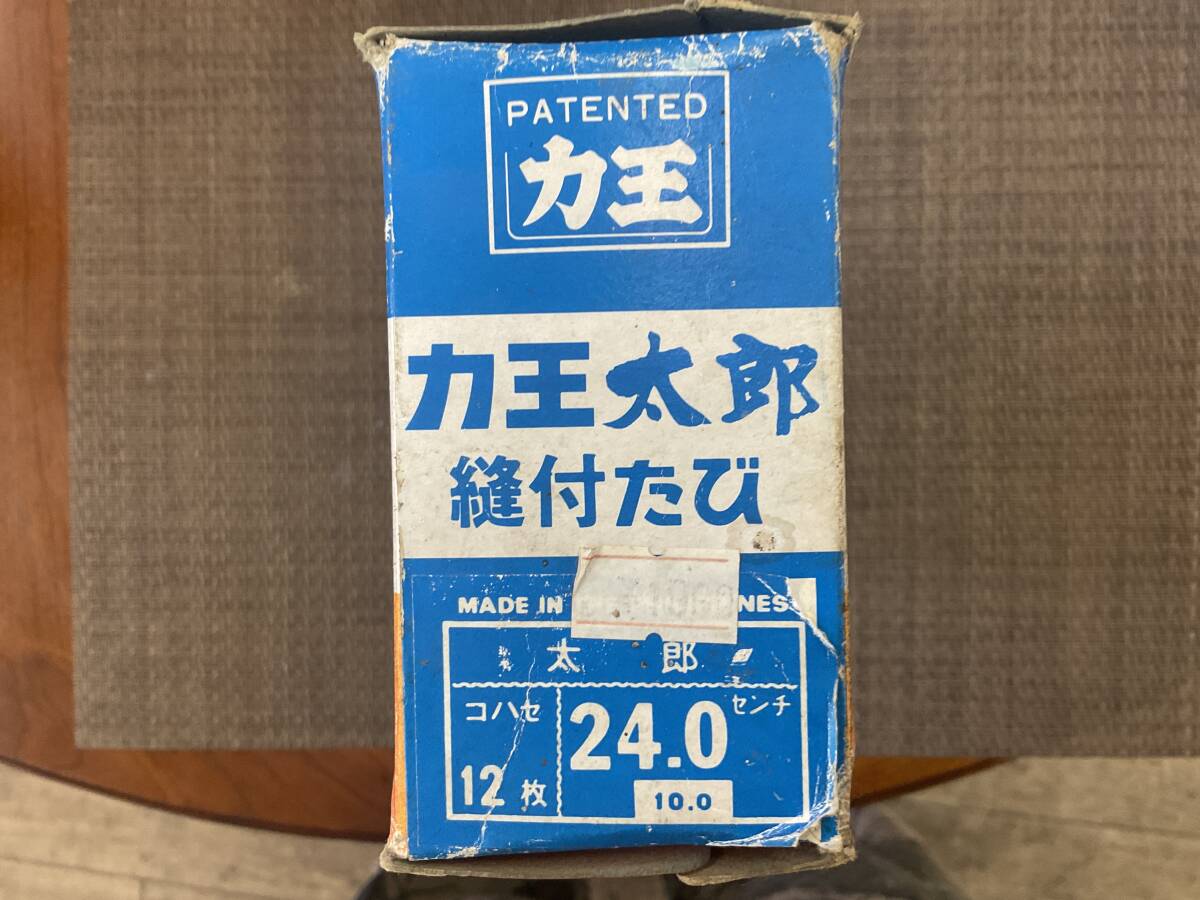 PATENTED
力王
力王太郎
縫付たび
MADE IN
太郎
コハセ
12枚
24.0
センチ
10.0